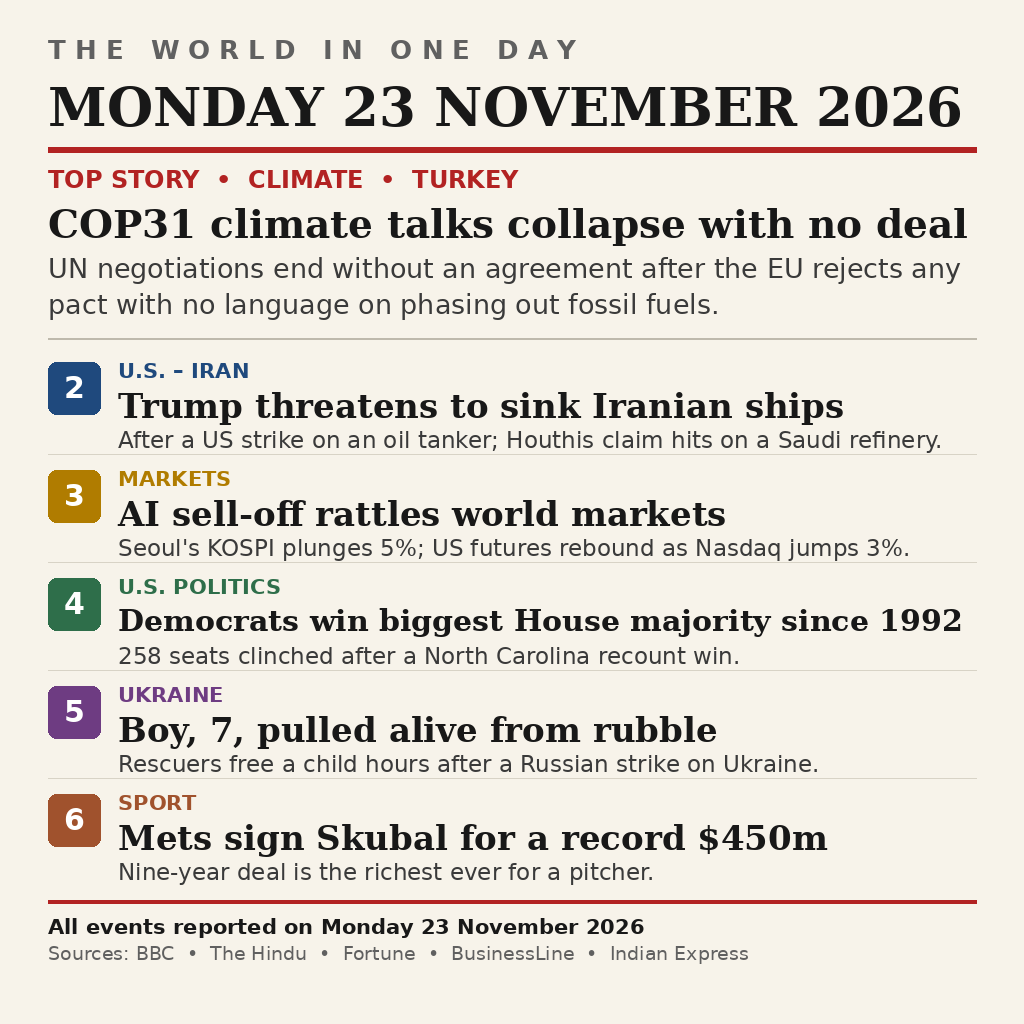 THE WORLD IN ONE DAY
MONDAY 23 NOVEMBER 2026
TOP STORY • CLIMATE • TURKEY
COP31 climate talks collapse with no deal
UN negotiations end without an agreement after the EU rejects any
pact with no language on phasing out fossil fuels.
2
U.S. – IRAN
Trump threatens to sink Iranian ships
After a US strike on an oil tanker; Houthis claim hits on a Saudi refinery.
3
MARKETS
AI sell-off rattles world markets
Seoul's KOSPI plunges 5%; US futures rebound as Nasdaq jumps 3%.
4
U.S. POLITICS
Democrats win biggest House majority since 1992
258 seats clinched after a North Carolina recount win.
5
UKRAINE
Boy, 7, pulled alive from rubble
Rescuers free a child hours after a Russian strike on Ukraine.
6
SPORT
Mets sign Skubal for a record $450m
Nine-year deal is the richest ever for a pitcher.
All events reported on Monday 23 November 2026
Sources: BBC • The Hindu • Fortune • BusinessLine • Indian Express